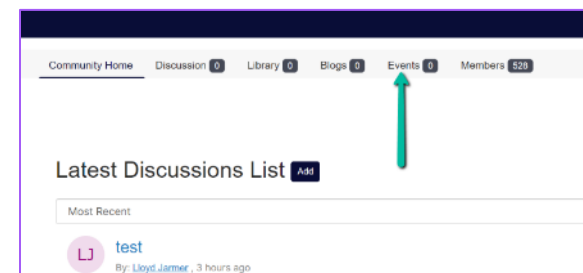 Community Home Discussion 0 Library 0 Blogs 0 Events 0 Members 528
Latest Discussions List Add
Most Recent
LJ test
By: Lloyd Jarmer , 3 hours ago